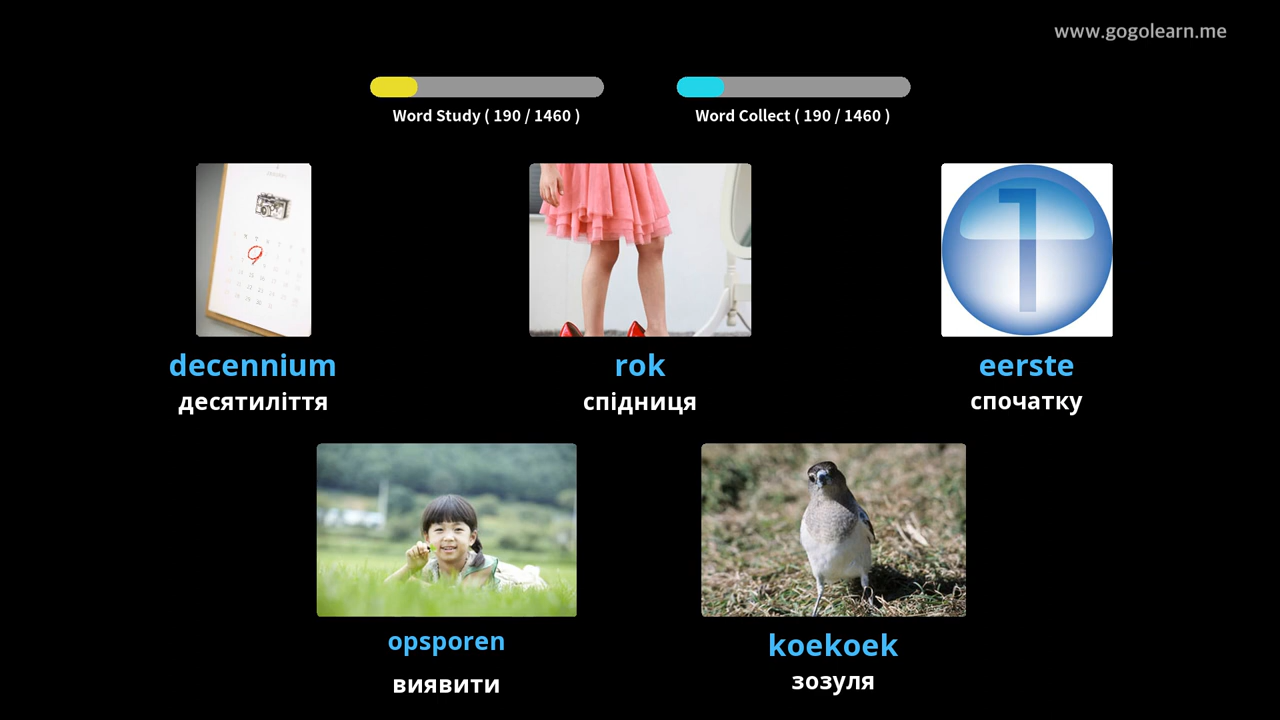 www.gogolearn.me
Word Study ( 190 / 1460 )
Word Collect ( 190 / 1460 )
1
decennium
десятиліття
rok
спідниця
eerste
спочатку
opsporen
виявити
koekoek
зозуля